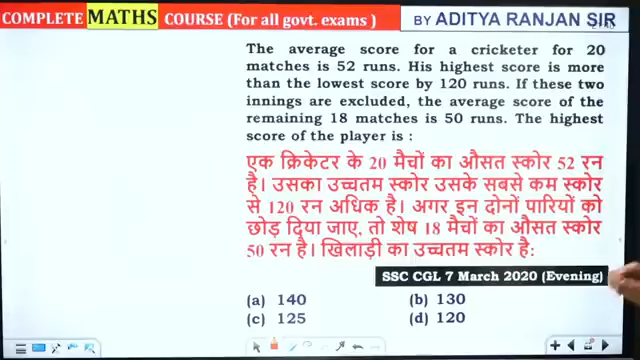 COMPLETE MATHS COURSE (For all govt. exams ) BY ADITYA RANJAN SIR
The average score for a cricketer for 20
matches is 52 runs. His highest score is more
than the lowest score by 120 runs. If these two
innings are excluded, the average score of the
remaining 18 matches is 50 runs. The highest
score of the player is :
एक क्रिकेटर के 20 मैचों का औसत स्कोर 52 रन
है। उसका उच्चतम स्कोर उसके सबसे कम स्कोर
से 120 रन अधिक है। अगर इन दोनों पारियों को
छोड़ दिया जाए, तो शेष 18 मैचों का औसत स्कोर
50 रन है। खिलाड़ी का उच्चतम स्कोर है:
SSC CGL 7 March 2020 (Evening)
(a) 140 (b) 130
(c) 125 (d) 120